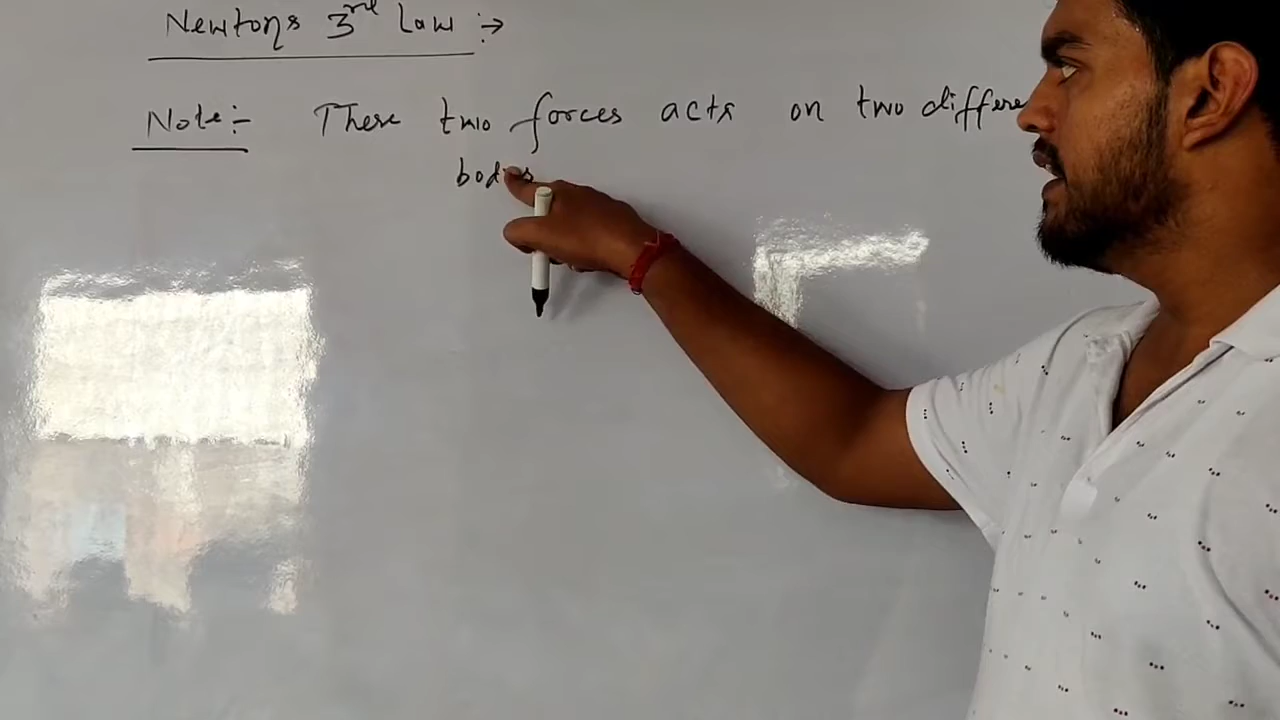 Newtons 3rd Law :→
Note :- These two forces acts on two differe
bodies